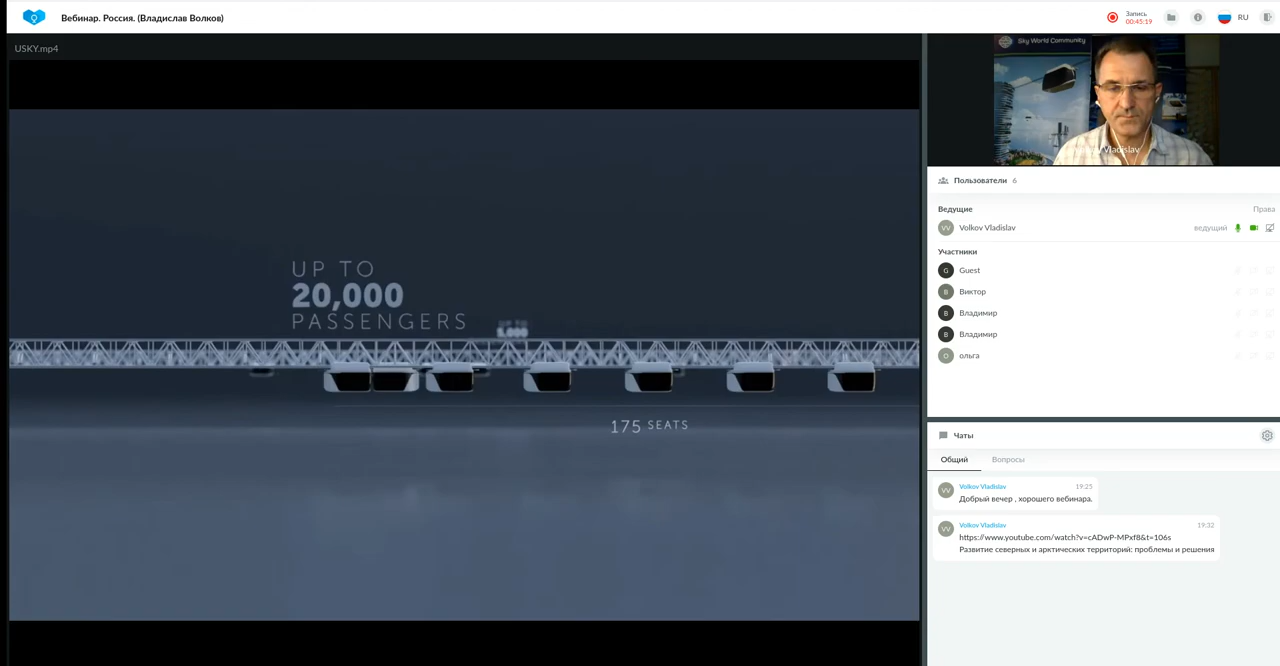 Вебинар. Россия. (Владислав Волков)
Запись
00:45:19
RU
USKY.mp4
Sky World Community
Vladislav
UP TO
20,000
PASSENGERS
175 SEATS
Пользователи 6
Ведущие Права
VV Volkov Vladislav ведущий
Участники
G Guest
В Виктор
В Владимир
В Владимир
О ольга
Чаты
Общий Вопросы
VV Volkov Vladislav 19:25
Добрый вечер , хорошего вебинара.
VV Volkov Vladislav 19:32
https://www.youtube.com/watch?v=cADwP-MPxf8&t=106s
Развитие северных и арктических территорий: проблемы и решения